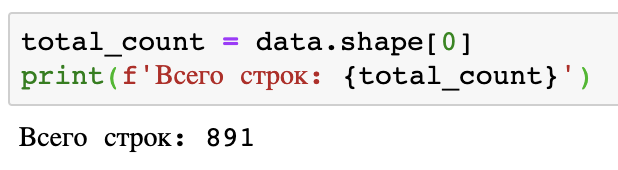 total_count = data.shape[0]
print(f'Всего строк: {total_count}')
Всего строк: 891